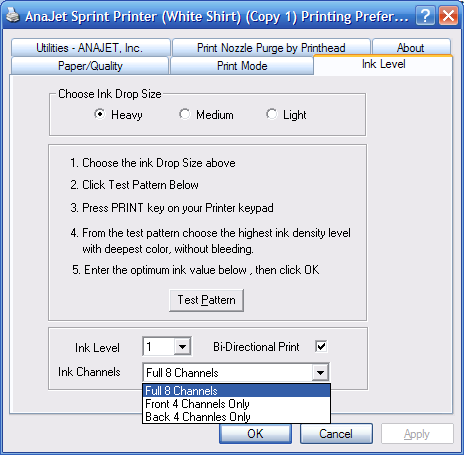 AnaJet Sprint Printer (White Shirt) (Copy 1) Printing Prefer...
Utilities - ANAJET, Inc. Print Nozzle Purge by Printhead About
Paper/Quality Print Mode Ink Level
Choose Ink Drop Size
Heavy Medium Light
1. Choose the ink Drop Size above
2. Click Test Pattern Below
3. Press PRINT key on your Printer keypad
4. From the test pattern choose the highest ink density level
with deepest color, without bleeding.
5. Enter the optimum ink value below , then click OK
Test Pattern
Ink Level 1 Bi-Directional Print
Ink Channels Full 8 Channels
Full 8 Channels
Front 4 Channels Only
Back 4 Channles Only
OK Cancel Apply